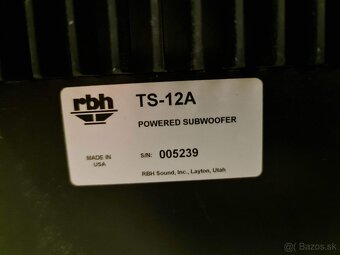 rbh
TS-12A
POWERED SUBWOOFER
MADE IN
USA
S/N: 005239
RBH Sound, Inc., Layton, Utah
© Bazos.sk